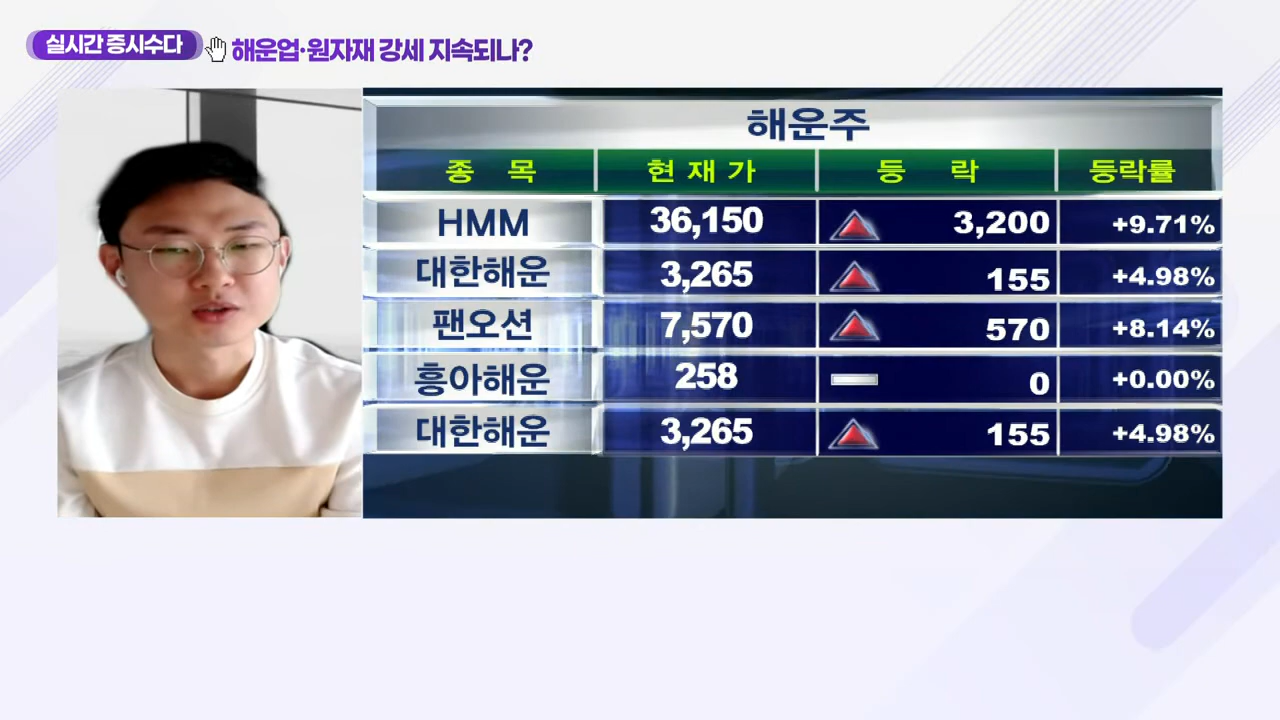 실시간 증시수다 해운업·원자재 강세 지속되나?
해운주
종 목 현 재 가 등 락 등락률
HMM 36,150 3,200 +9.71%
대한해운 3,265 155 +4.98%
팬오션 7,570 570 +8.14%
흥아해운 258 0 +0.00%
대한해운 3,265 155 +4.98%